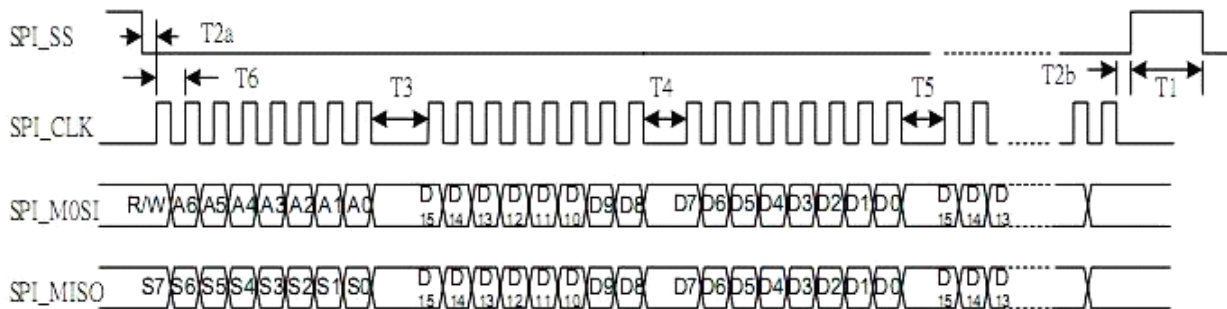 SPI_SS T2a T2b T1
T6 T3 T4 T5
SPI_CLK
SPI_M0SI R/W A6 A5 A4 A3 A2 A1 A0 D15 D14 D13 D12 D11 D10 D9 D8 D7 D6 D5 D4 D3 D2 D1 D0 D15 D14 D13
SPI_MISO S7 S6 S5 S4 S3 S2 S1 S0 D15 D14 D13 D12 D11 D10 D9 D8 D7 D6 D5 D4 D3 D2 D1 D0 D15 D14 D13